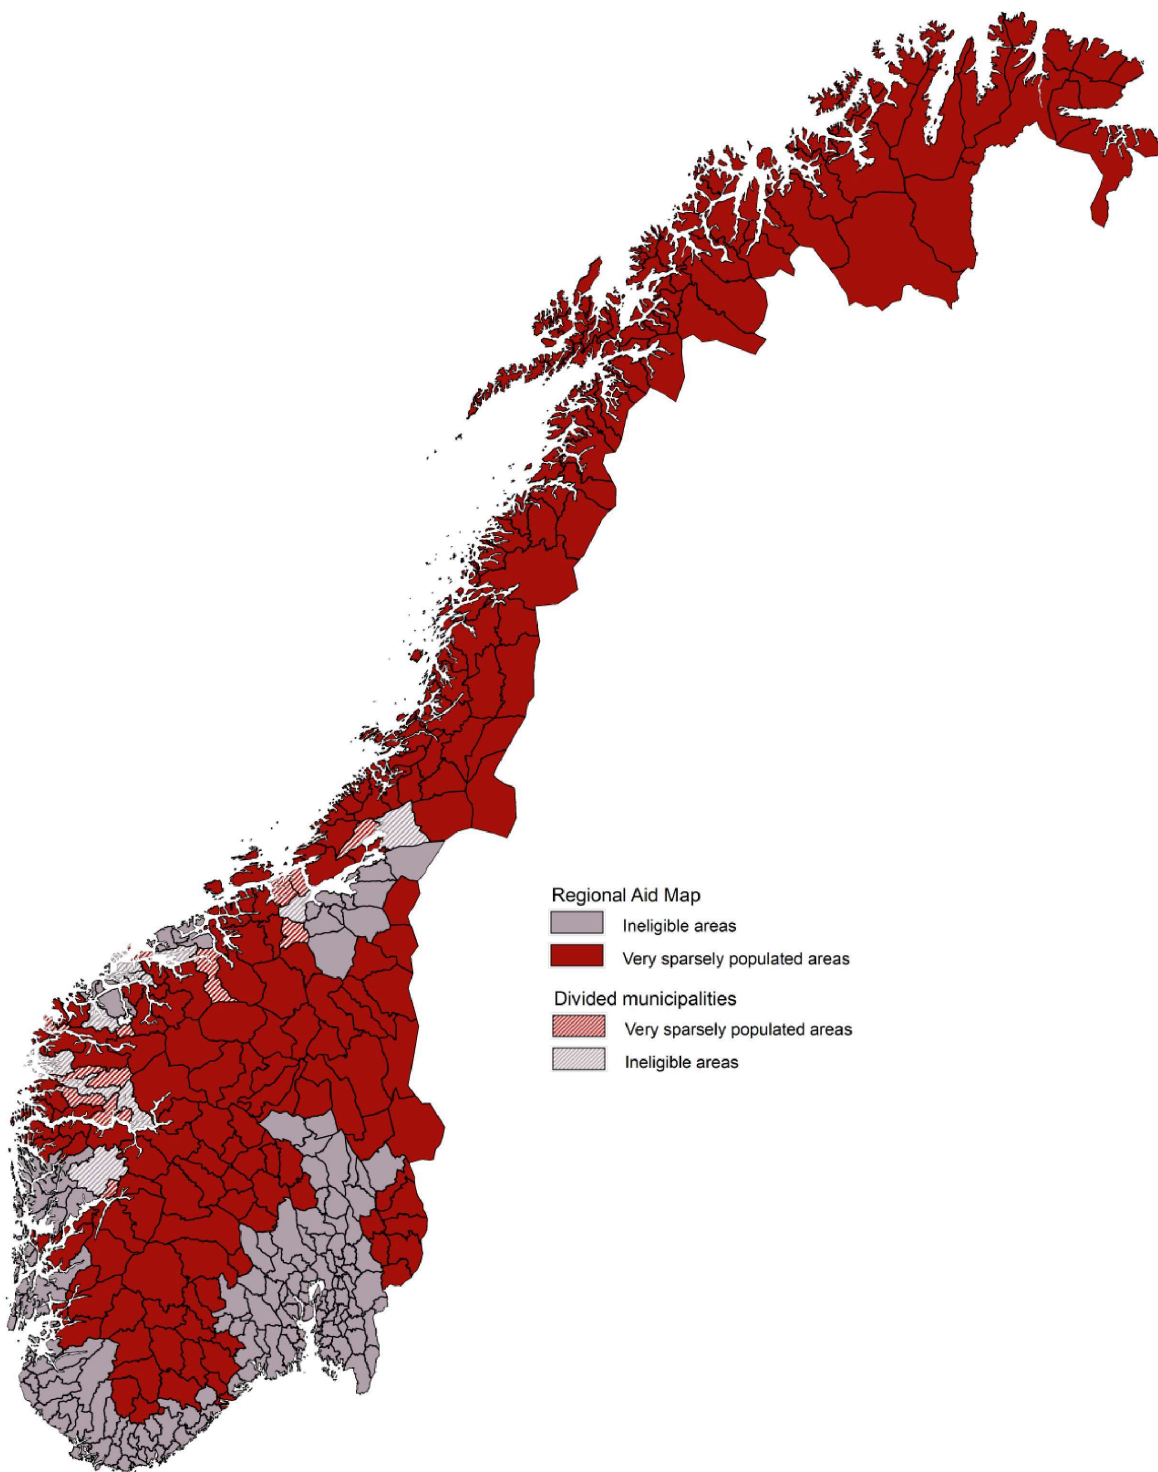 Regional Aid Map
Ineligible areas
Very sparsely populated areas
Divided municipalities
Very sparsely populated areas
Ineligible areas